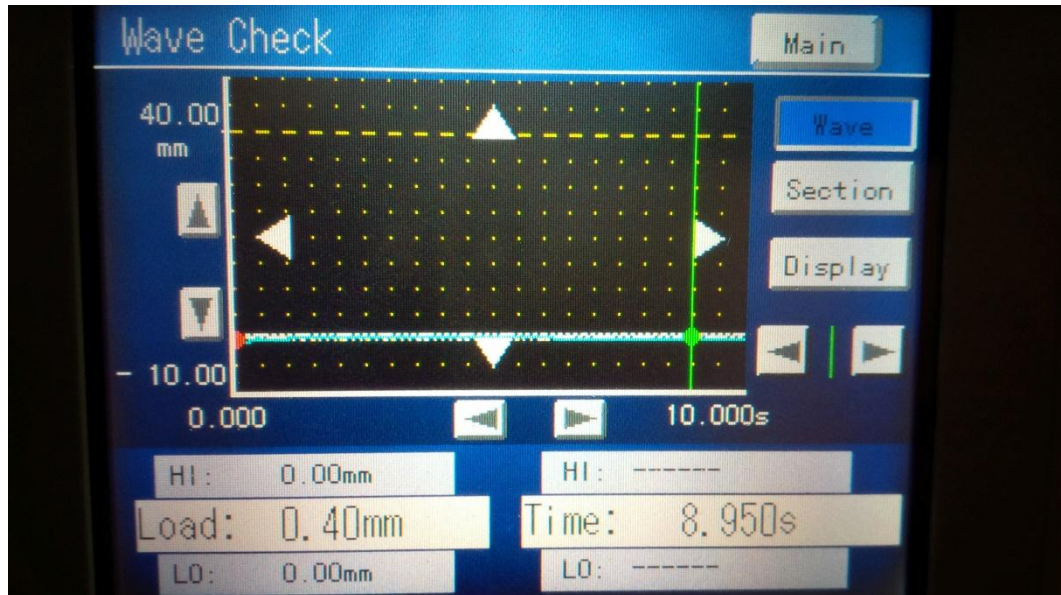 Wave Check
Main
40.00
mm
Wave
Section
Display
- 10.00
0.000
10.000s
HI: 0.00mm
HI: ------
Load: 0.40mm
Time: 8.950s
LO: 0.00mm
LO: ------